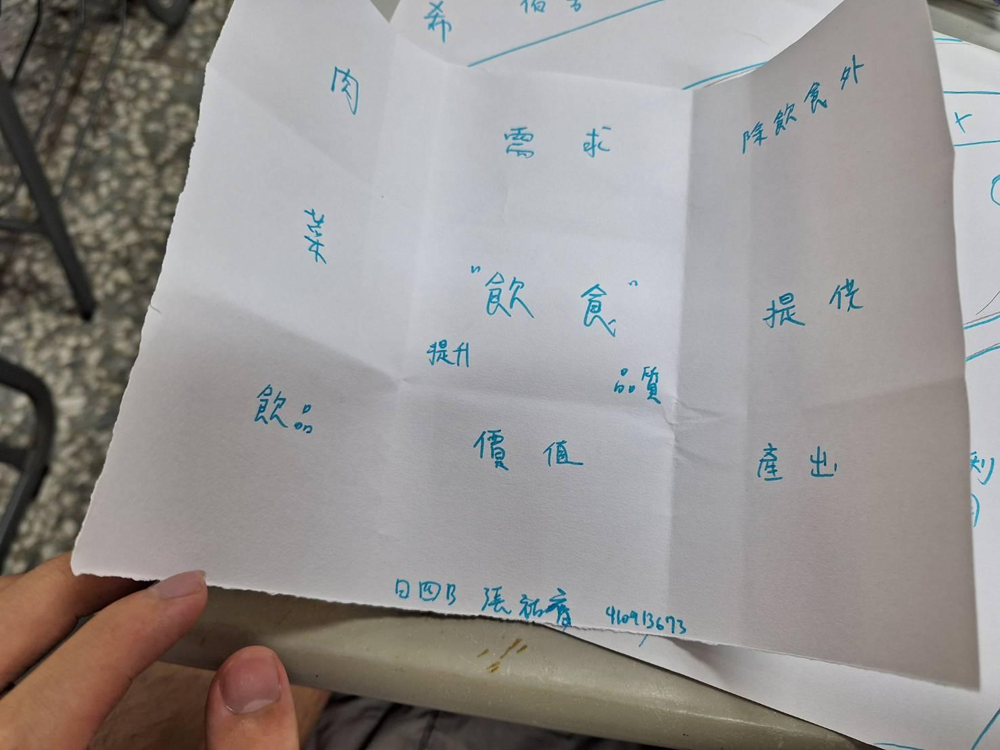 希
肉
需求
除飲食外
菜
"飲食"
提供
提升
品質
飲品
價值
產出
日四B 張祐 410913673